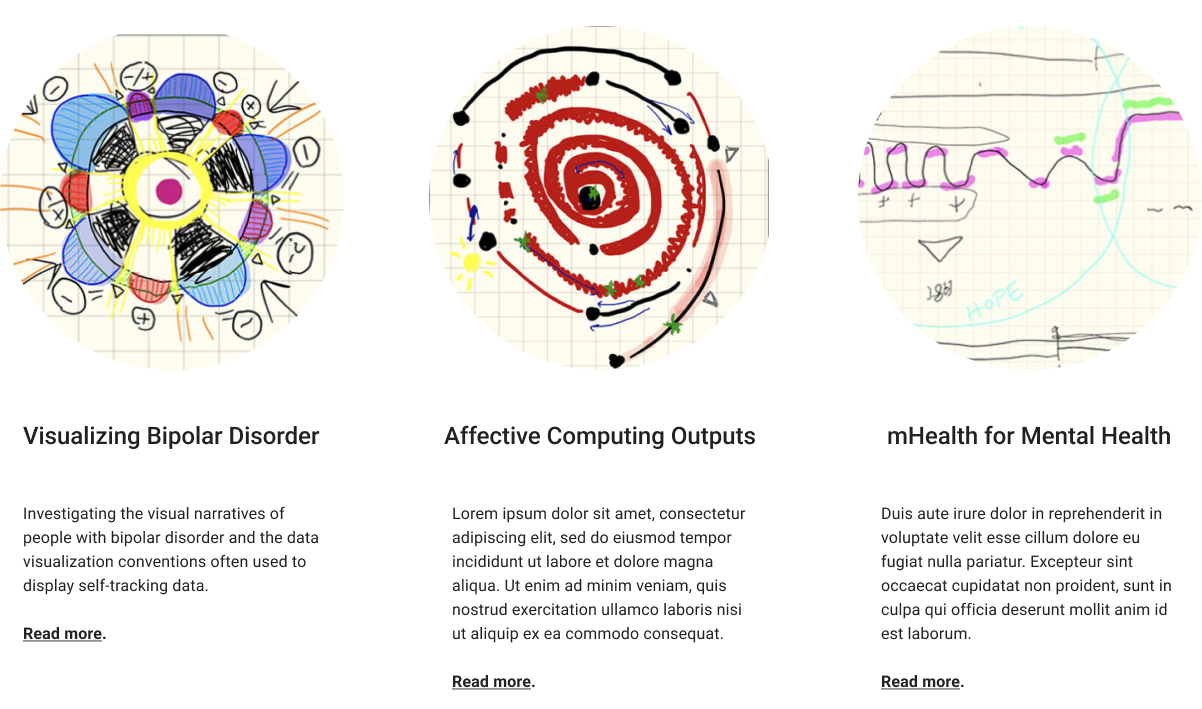 HOPE
Visualizing Bipolar Disorder
Investigating the visual narratives of
people with bipolar disorder and the data
visualization conventions often used to
display self-tracking data.
Read more.
Affective Computing Outputs
Lorem ipsum dolor sit amet, consectetur
adipiscing elit, sed do eiusmod tempor
incididunt ut labore et dolore magna
aliqua. Ut enim ad minim veniam, quis
nostrud exercitation ullamco laboris nisi
ut aliquip ex ea commodo consequat.
Read more.
mHealth for Mental Health
Duis aute irure dolor in reprehenderit in
voluptate velit esse cillum dolore eu
fugiat nulla pariatur. Excepteur sint
occaecat cupidatat non proident, sunt in
culpa qui officia deserunt mollit anim id
est laborum.
Read more.